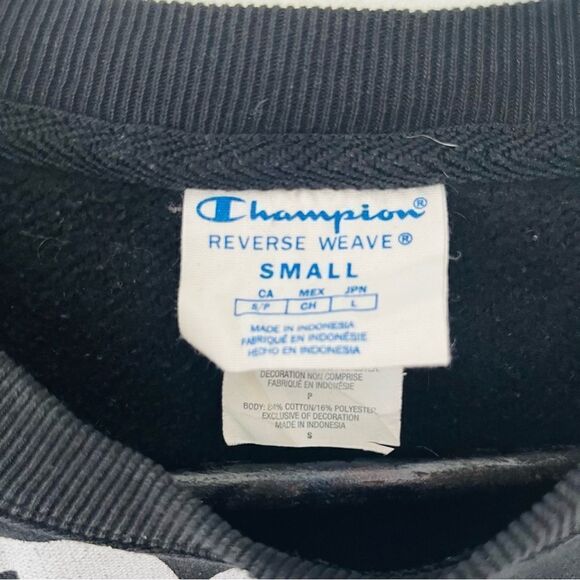 Champion®
REVERSE WEAVE®
SMALL
CA MEX JPN
S/P CH L
MADE IN INDONESIA
FABRIQUÉ EN INDONÉSIE
HECHO EN INDONESIA
DECORATION NON COMPRISE
FABRIQUÉ EN INDONÉSIE
P
BODY: 84% COTTON/16% POLYESTER
EXCLUSIVE OF DECORATION
MADE IN INDONESIA
S